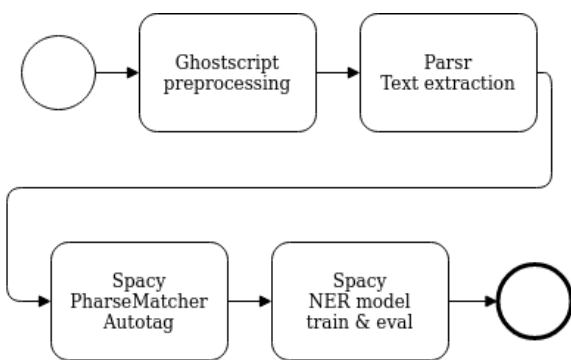 Ghostscript
preprocessing
Parsr
Text extraction
Spacy
PharseMatcher
Autotag
Spacy
NER model
train & eval